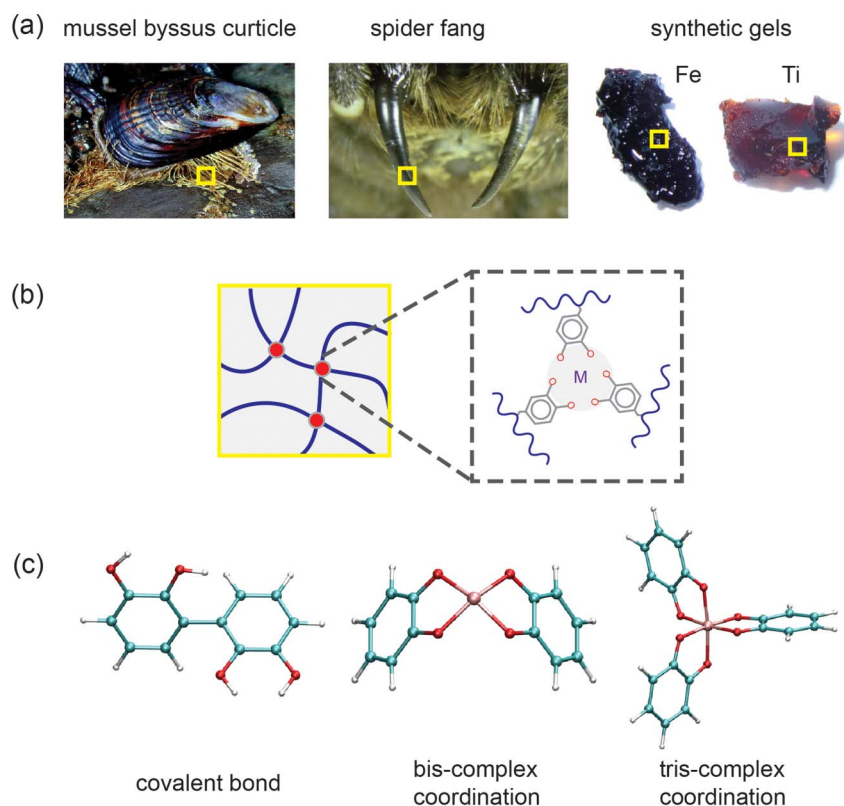 (a)
mussel byssus curticle
spider fang
synthetic gels
Fe
Ti
(b)
M
(c)
covalent bond
bis-complex
coordination
tris-complex
coordination